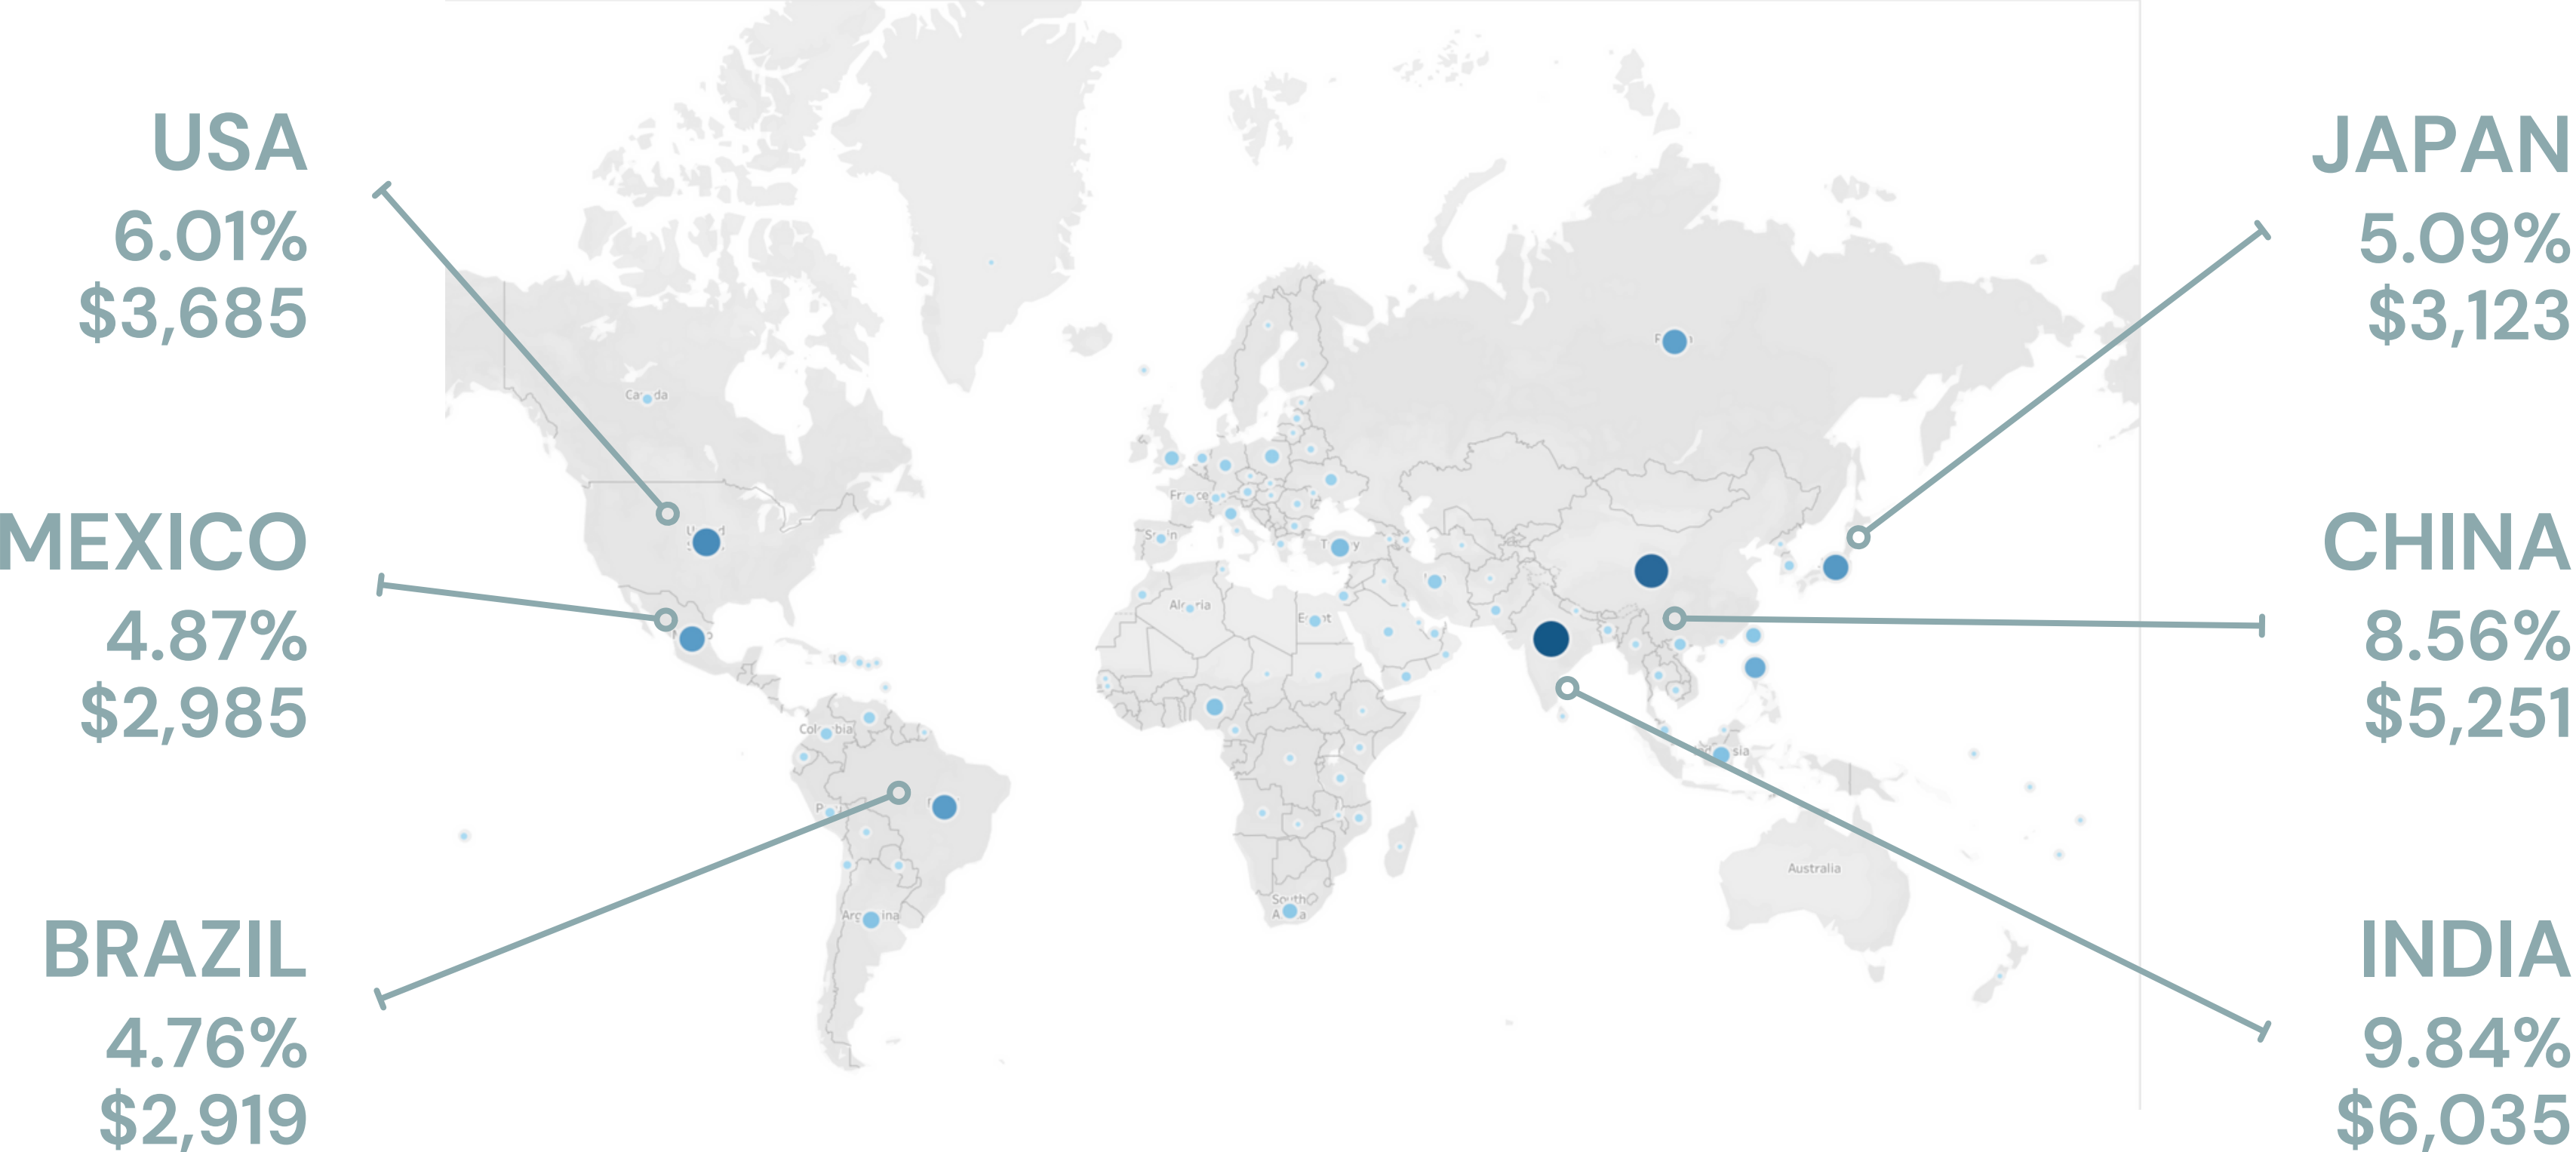 USA
6.01%
$3,685
MEXICO
4.87%
$2,985
BRAZIL
4.76%
$2,919
JAPAN
5.09%
$3,123
CHINA
8.56%
$5,251
INDIA
9.84%
$6,035
Australia
South